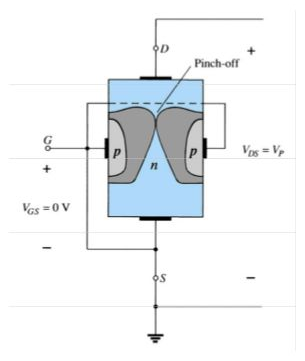 D
+
Pinch-off
G
p
p
n
+
V_DS = V_P
V_GS = 0 V
–
S
–